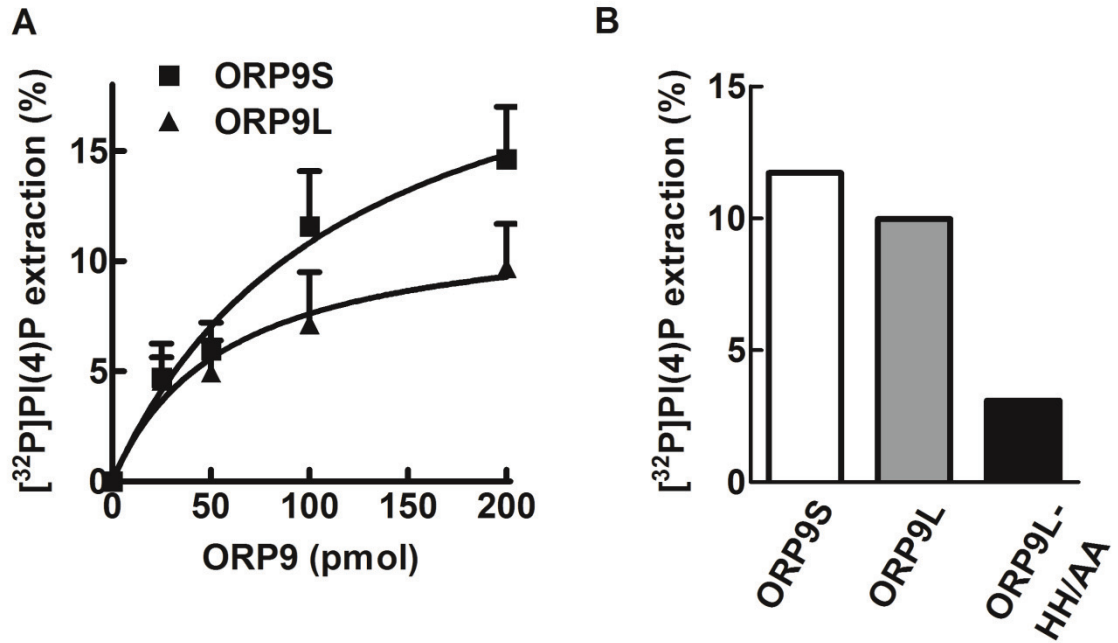 A
[³²P]PI(4)P extraction (%)
ORP9S
ORP9L
15
10
5
0
0 50 100 150 200
ORP9 (pmol)
B
[³²P]PI(4)P extraction (%)
15
10
5
0
ORP9S
ORP9L
ORP9L-
HH/AA